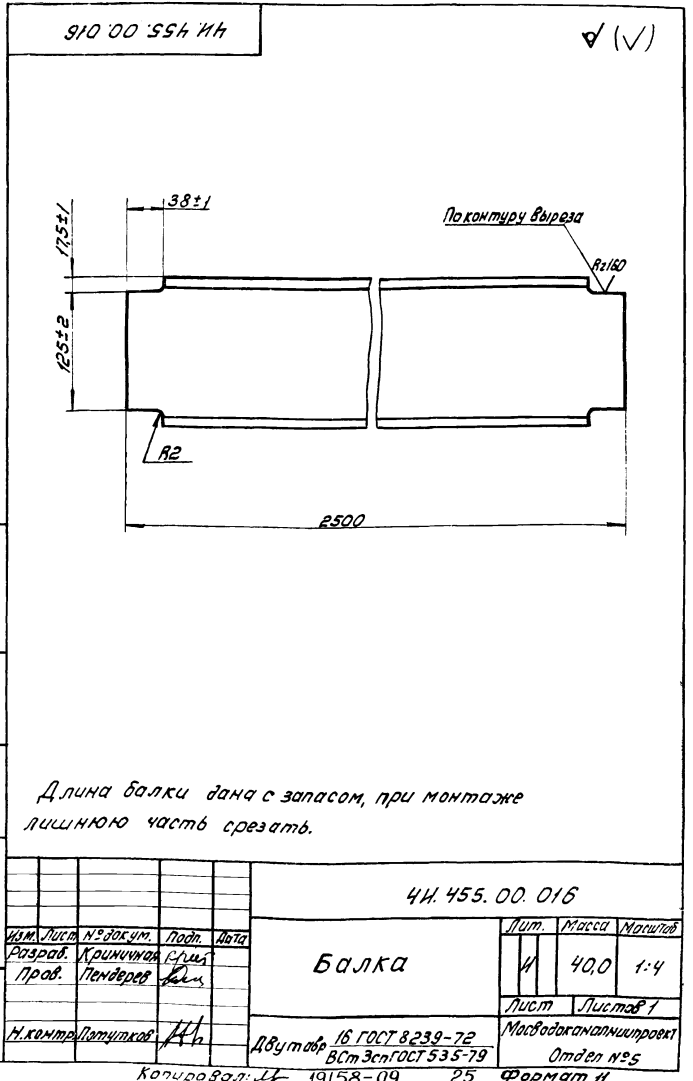 4И. 455. 00. 016
√ (√)
38±1
17,5±1
125±2
По контуру выреза
Rz160
R2
2500
Длина балки дана с запасом, при монтаже
лишнюю часть срезать.
4И. 455. 00. 016
Изм. Лист № докум. Подп. Дата
Разраб. Криничная
Пров. Пендерев
Н.контр.
Балка
Лит. Масса Масштаб
И 40,0 1:4
Лист Листов 1
Двутавр 16 ГОСТ 8239-72
ВСт 3сп ГОСТ 535-79
Мосводоканалниипроект
Отдел №5
Копировал: 19158-09 25 Формат 11